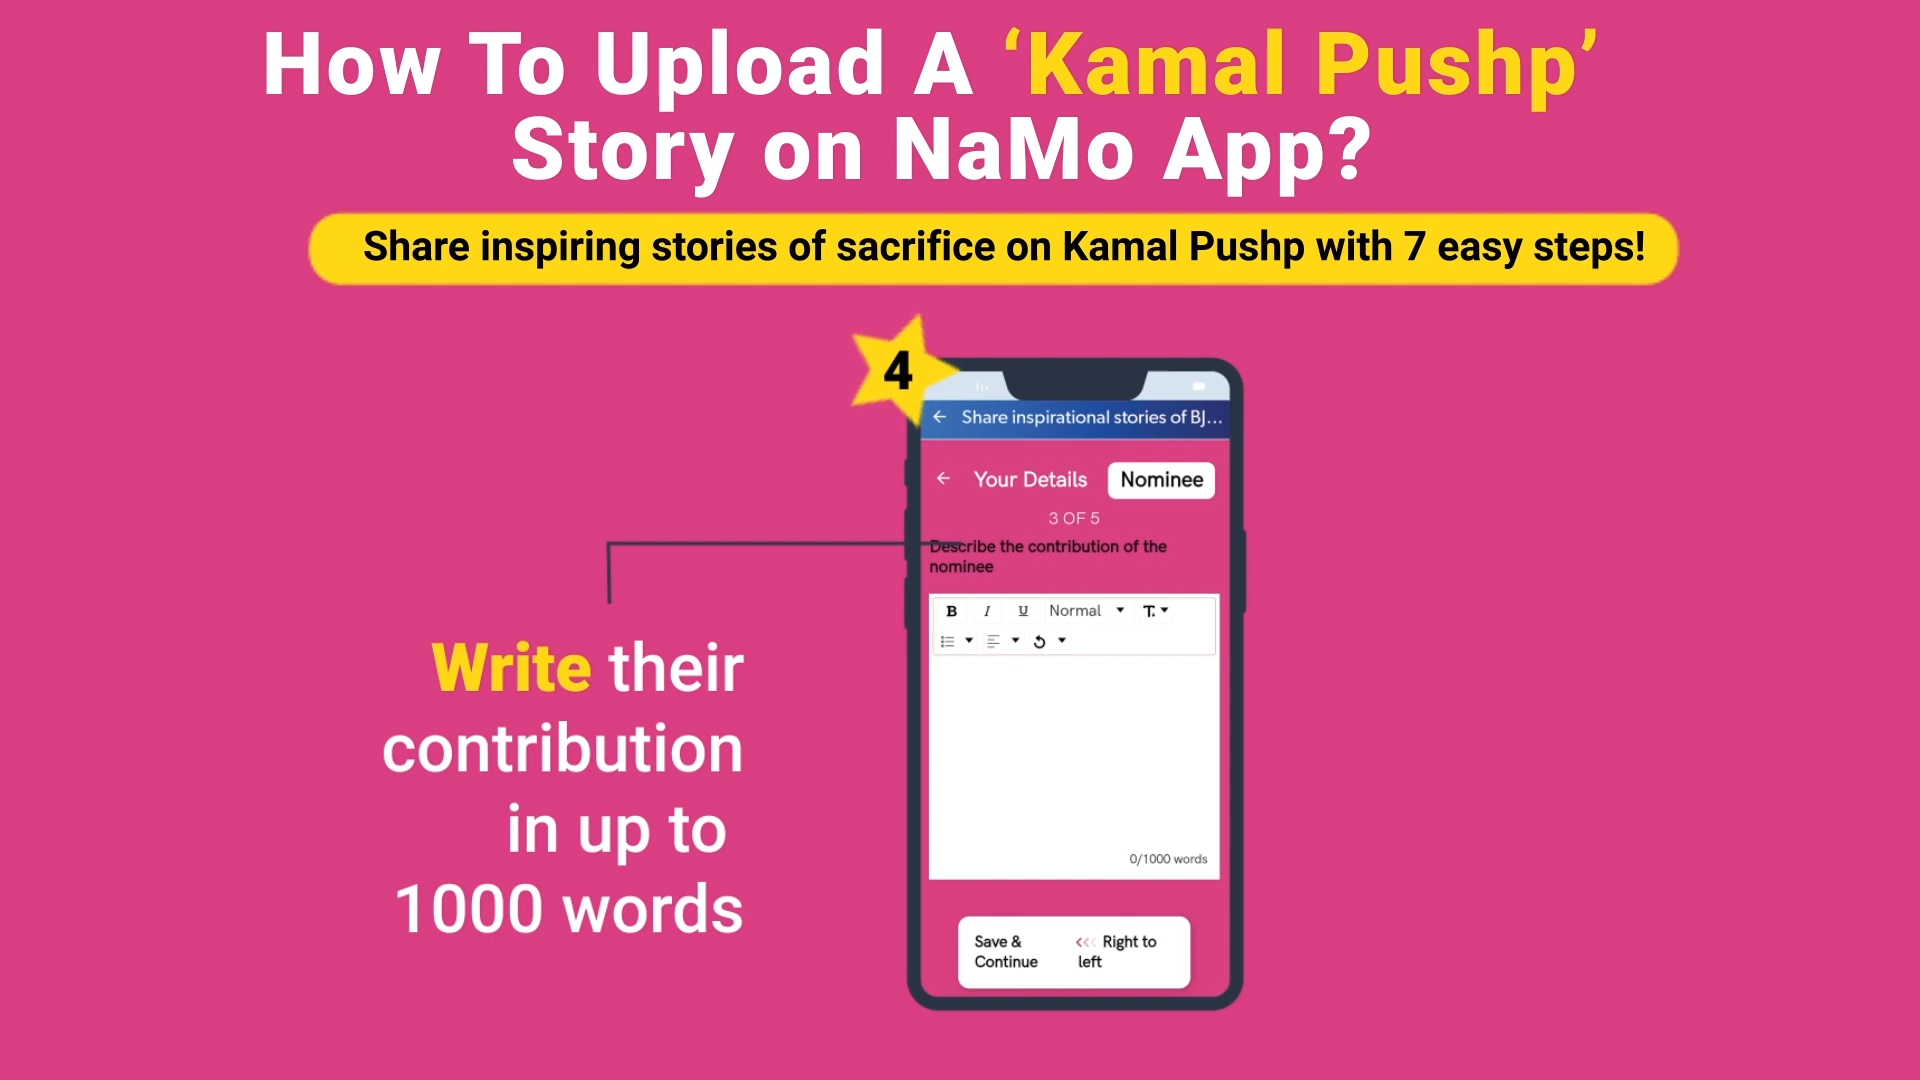 How To Upload A ‘Kamal Pushp’
Story on NaMo App?
Share inspiring stories of sacrifice on Kamal Pushp with 7 easy steps!
4
Share inspirational stories of BJ...
Your Details
Nominee
3 OF 5
Describe the contribution of the
nominee
B I U Normal T.
0/1000 words
Save &
Continue
Right to
left
Write their
contribution
in up to
1000 words